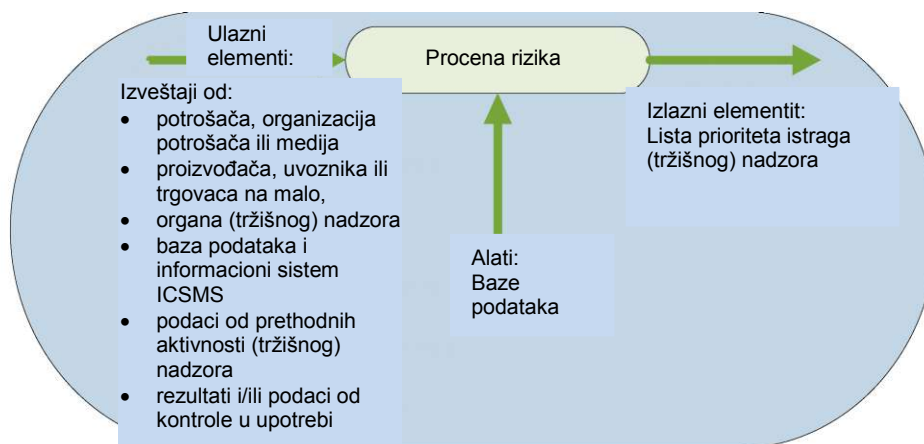 Ulazni
elementi:
Procena rizika
Izveštaji od:
• potrošača, organizacija
potrošača ili medija
• proizvođača, uvoznika ili
trgovaca na malo,
• organa (tržišnog) nadzora
• baza podataka i
informacioni sistem
ICSMS
• podaci od prethodnih
aktivnosti (tržišnog)
nadzora
• rezultati i/ili podaci od
kontrole u upotrebi
Alati:
Baze
podataka
Izlazni elementit:
Lista prioriteta istraga
(tržišnog) nadzora